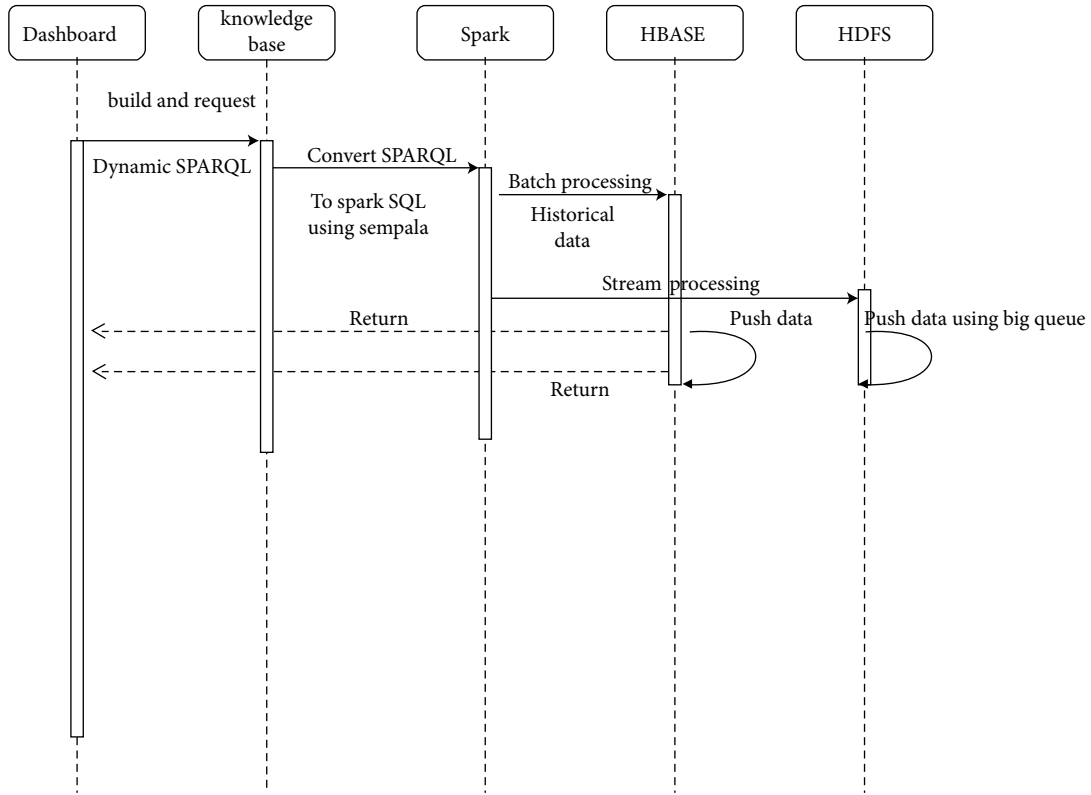 Dashboard
knowledge
base
Spark
HBASE
HDFS
build and request
Dynamic SPARQL
Convert SPARQL
To spark SQL
using sempala
Batch processing
Historical
data
Stream processing
Return
Push data
Push data using big queue
Return